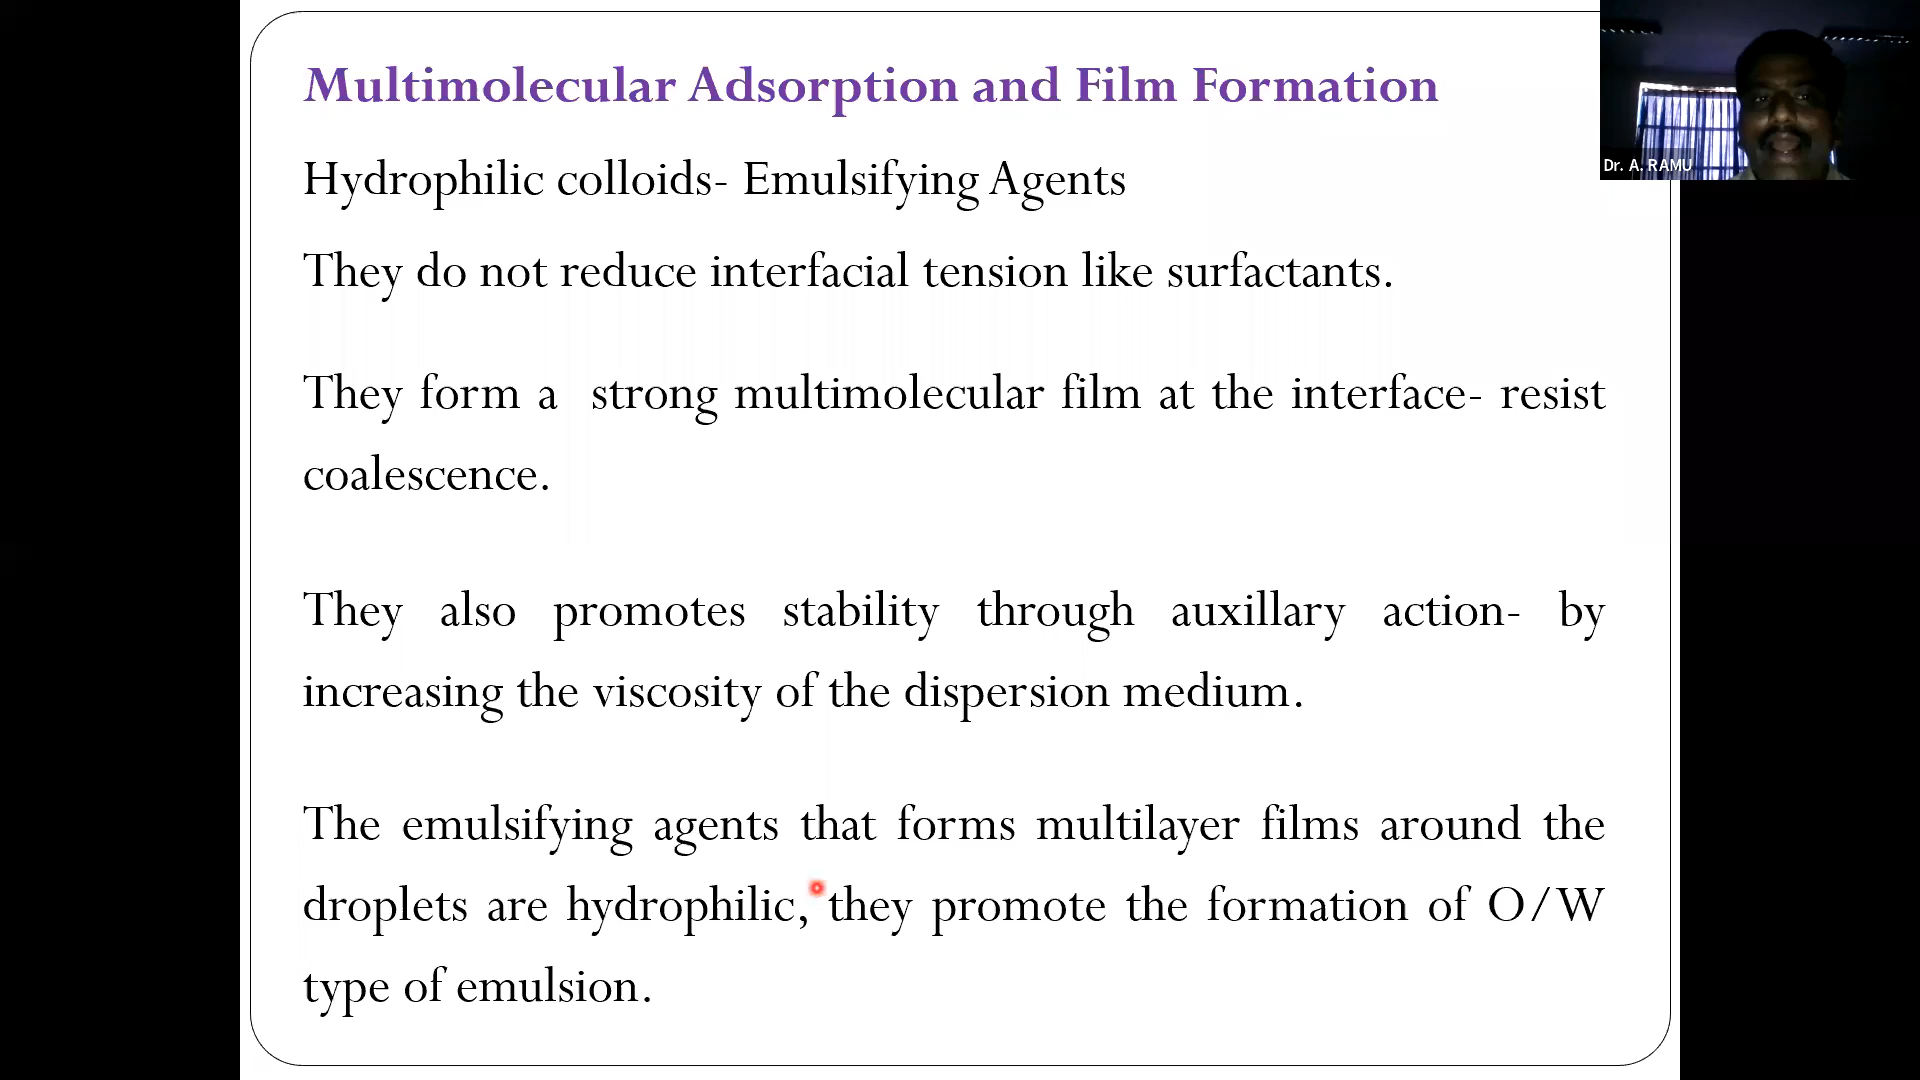 Multimolecular Adsorption and Film Formation
Hydrophilic colloids- Emulsifying Agents
They do not reduce interfacial tension like surfactants.
They form a strong multimolecular film at the interface- resist
coalescence.
They also promotes stability through auxillary action- by
increasing the viscosity of the dispersion medium.
The emulsifying agents that forms multilayer films around the
droplets are hydrophilic, they promote the formation of O/W
type of emulsion.
Dr. A. RAMU